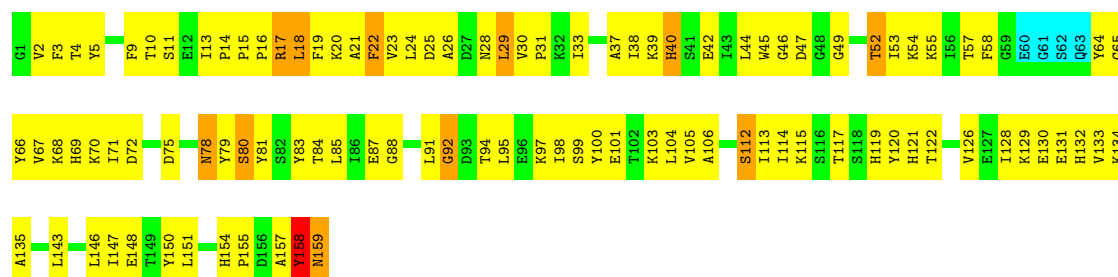 G1 V2 F3 T4 Y5 F9 T10 S11 E12 I13 P14 P15 P16 R17 L18 F19 K20 A21 F22 V23 L24 D25 A26 D27 N28 L29 V30 P31 K32 I33 A37 I38 K39 H40 S41 E42 I43 L44 W45 G46 D47 G48 G49 T52 I53 K54 K55 I56 T57 F58 G59 E60 G61 S62 Q63 Y64 G65
Y66 V67 K68 H69 K70 I71 D72 D75 N78 Y79 S80 Y81 S82 Y83 T84 L85 I86 E87 G88 L91 G92 D93 T94 L95 E96 K97 I98 S99 Y100 E101 T102 K103 L104 V105 A106 S112 I113 I114 K115 S116 T117 S118 H119 Y120 H121 T122 V126 E127 I128 K129 E130 E131 H132 V133 K134
A135 L143 L146 I147 E148 T149 Y150 L151 H154 P155 D156 A157 Y158 N159